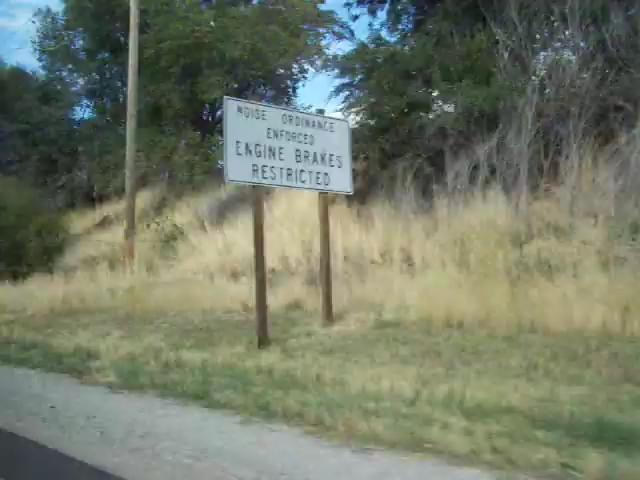 NOISE ORDINANCE
ENFORCED
ENGINE BRAKES
RESTRICTED